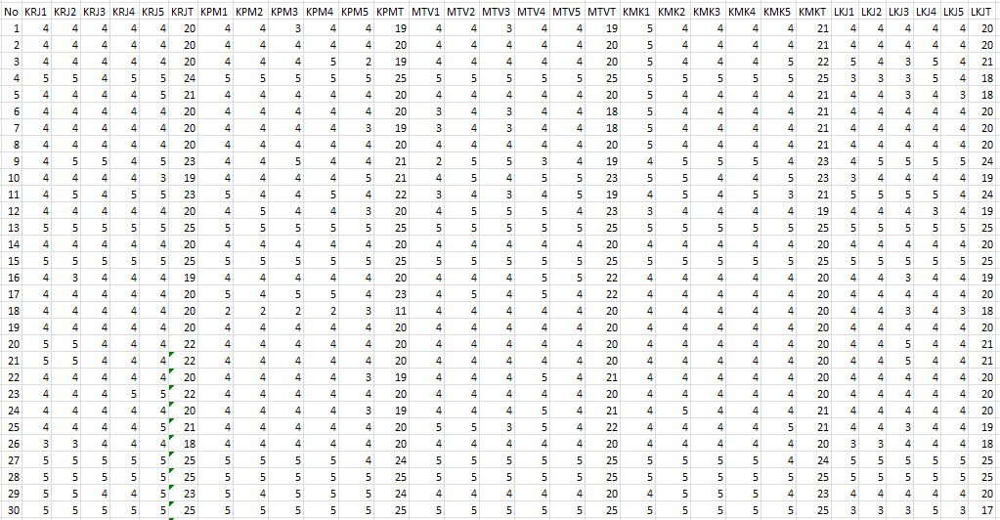 No KRJ1 KRJ2 KRJ3 KRJ4 KRJ5 KRJT KPM1 KPM2 KPM3 KPM4 KPM5 KPMT MTV1 MTV2 MTV3 MTV4 MTV5 MTVT KMK1 KMK2 KMK3 KMK4 KMK5 KMKT LKJ1 LKJ2 LKJ3 LKJ4 LKJ5 LKJT
1 4 4 4 4 4 20 4 4 3 4 4 19 4 4 3 4 4 19 5 4 4 4 4 21 4 4 4 4 4 20
2 4 4 4 4 4 20 4 4 4 4 4 20 4 4 4 4 4 20 5 4 4 4 4 21 4 4 4 4 4 20
3 4 4 4 4 4 20 4 4 4 5 2 19 4 4 4 4 4 20 5 4 4 4 5 22 5 4 3 5 4 21
4 5 5 4 5 5 24 5 5 5 5 5 25 5 5 5 5 5 25 5 5 5 5 5 25 3 3 3 5 4 18
5 4 4 4 4 5 21 4 4 4 4 4 20 4 4 4 4 4 20 5 4 4 4 4 21 4 4 3 4 3 18
6 4 4 4 4 4 20 4 4 4 4 4 20 3 4 3 4 4 18 5 4 4 4 4 21 4 4 4 4 4 20
7 4 4 4 4 4 20 4 4 4 4 3 19 3 4 3 4 4 18 5 4 4 4 4 21 4 4 4 4 4 20
8 4 4 4 4 4 20 4 4 4 4 4 20 4 4 4 4 4 20 5 4 4 4 4 21 4 4 4 4 4 20
9 4 5 5 4 5 23 4 4 5 4 4 21 2 5 5 3 4 19 4 5 5 5 4 23 4 5 5 5 5 24
10 4 4 4 4 3 19 4 4 4 4 5 21 4 5 4 5 5 23 5 5 4 4 5 23 3 4 4 4 4 19
11 4 5 4 5 5 23 5 4 4 5 4 22 3 4 3 4 5 19 4 5 4 5 3 21 5 5 5 5 4 24
12 4 4 4 4 4 20 4 5 4 4 3 20 4 5 5 5 4 23 3 4 4 4 4 19 4 4 4 3 4 19
13 5 5 5 5 5 25 5 5 5 5 5 25 5 5 5 5 5 25 5 5 5 5 5 25 5 5 5 5 5 25
14 4 4 4 4 4 20 4 4 4 4 4 20 4 4 4 4 4 20 4 4 4 4 4 20 4 4 4 4 4 20
15 5 5 5 5 5 25 5 5 5 5 5 25 5 5 5 5 5 25 5 5 5 5 5 25 5 5 5 5 5 25
16 4 3 4 4 4 19 4 4 4 4 4 20 4 4 4 5 5 22 4 4 4 4 4 20 4 4 3 4 4 19
17 4 4 4 4 4 20 5 4 5 5 4 23 4 5 4 5 4 22 4 4 4 4 4 20 4 4 4 4 4 20
18 4 4 4 4 4 20 2 2 2 2 3 11 4 4 4 4 4 20 4 4 4 4 4 20 4 4 3 4 3 18
19 4 4 4 4 4 20 4 4 4 4 4 20 4 4 4 4 4 20 4 4 4 4 4 20 4 4 4 4 4 20
20 5 5 4 4 4 22 4 4 4 4 4 20 4 4 4 4 4 20 4 4 4 4 4 20 4 4 5 4 4 21
21 5 5 4 4 4 22 4 4 4 4 4 20 4 4 4 4 4 20 4 4 4 4 4 20 4 4 5 4 4 21
22 4 4 4 4 4 20 4 4 4 4 3 19 4 4 4 5 4 21 4 4 4 4 4 20 4 4 4 4 4 20
23 4 4 4 5 5 22 4 4 4 4 4 20 4 4 4 4 4 20 4 4 4 4 4 20 4 4 4 4 4 20
24 4 4 4 4 4 20 4 4 4 4 3 19 4 4 4 5 4 21 4 5 4 4 4 21 4 4 4 4 4 20
25 4 4 4 4 5 21 4 4 4 4 4 20 5 5 3 5 4 22 4 4 4 4 5 21 4 4 3 4 4 19
26 3 3 4 4 4 18 4 4 4 4 4 20 4 4 4 4 4 20 4 4 4 4 4 20 3 3 4 4 4 18
27 5 5 5 5 5 25 5 5 5 5 4 24 5 5 5 5 5 25 5 5 5 5 4 24 5 5 5 5 5 25
28 5 5 5 5 5 25 5 5 5 5 5 25 5 5 5 5 5 25 5 5 5 5 5 25 5 5 5 5 5 25
29 5 5 4 4 5 23 5 4 5 5 5 24 4 4 4 4 4 20 4 5 5 5 4 23 4 4 4 4 4 20
30 5 5 5 5 5 25 5 5 5 5 5 25 5 5 5 5 5 25 5 5 5 5 5 25 5 3 3 3 3 17